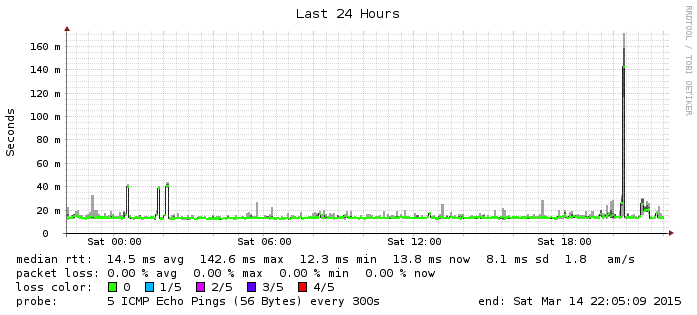 Last 24 Hours
RRDTOOL / TOBI OETIKER
Seconds
160 m
140 m
120 m
100 m
80 m
60 m
40 m
20 m
0
Sat 00:00 Sat 06:00 Sat 12:00 Sat 18:00
median rtt: 14.5 ms avg 142.6 ms max 12.3 ms min 13.8 ms now 8.1 ms sd 1.8 am/s
packet loss: 0.00 % avg 0.00 % max 0.00 % min 0.00 % now
loss color: 0 1/5 2/5 3/5 4/5
probe: 5 ICMP Echo Pings (56 Bytes) every 300s end: Sat Mar 14 22:05:09 2015